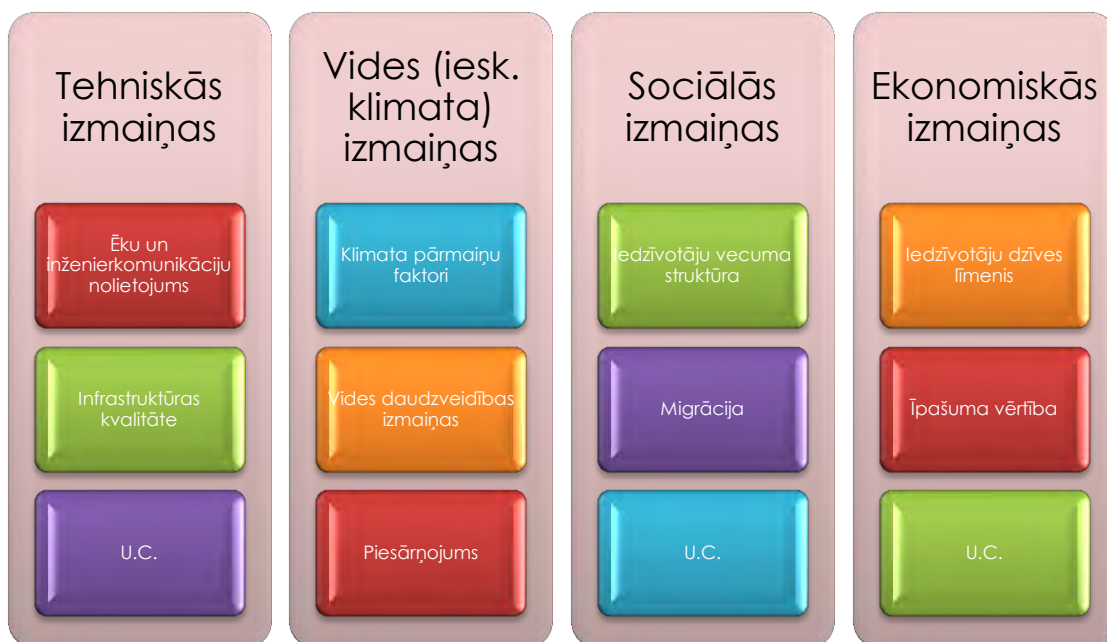 Tehniskās
izmaiņas
Ēku un
inženierkomunikāciju
nolietojums
Infrastruktūras
kvalitāte
U.C.
Vides (iesk.
klimata)
izmaiņas
Klimata pārmaiņu
faktori
Vides daudzveidības
izmaiņas
Piesārņojums
Sociālās
izmaiņas
Iedzīvotāju vecuma
struktūra
Migrācija
U.C.
Ekonomiskās
izmaiņas
Iedzīvotāju dzīves
līmenis
Īpašuma vērtība
U.C.